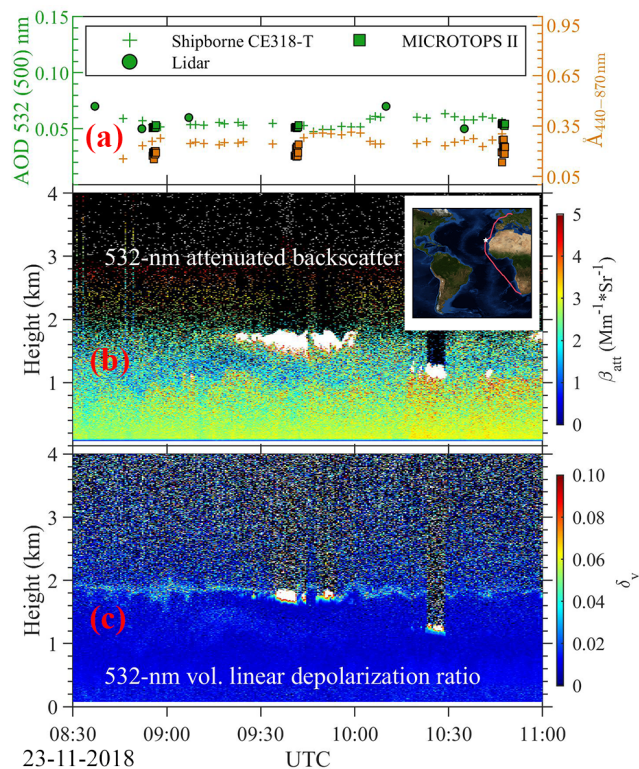 0.15
0.10
0.05
AOD 532 (500) nm
Shipborne CE318-T
MICROTOPS II
Lidar
(a)
0.95
0.75
0.55
0.35
0.15
0.05
Å440−870 nm
4
3
2
1
Height (km)
532-nm attenuated backscatter
(b)
5
4
3
2
1
0
βatt (Mm-1*Sr-1)
4
3
2
1
0
Height (km)
(c)
532-nm vol. linear depolarization ratio
0.10
0.08
0.06
0.04
0.02
0
δv
08:30 09:00 09:30 10:00 10:30 11:00
23-11-2018
UTC